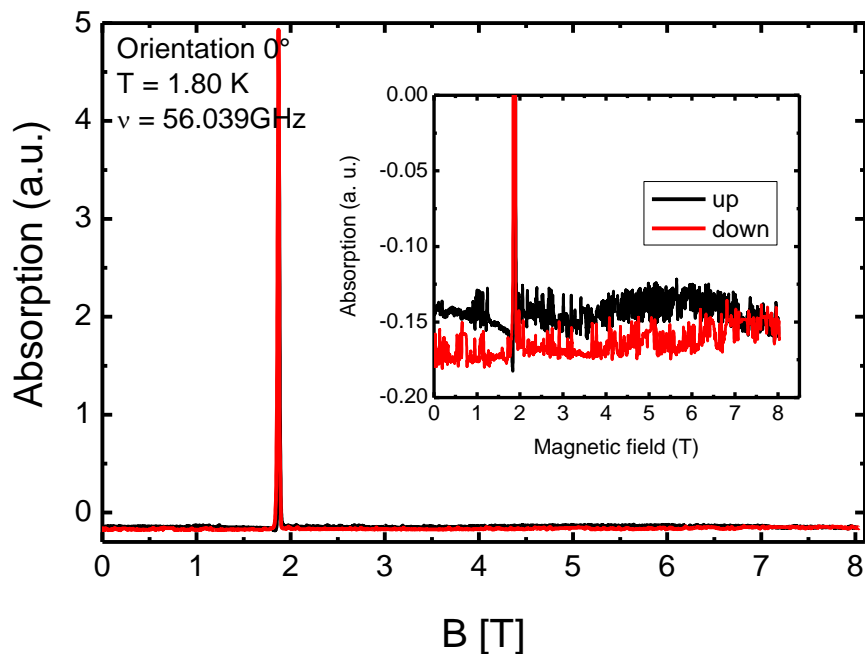 Orientation 0°
T = 1.80 K
ν = 56.039GHz
Absorption (a.u.)
5
4
3
2
1
0
0 1 2 3 4 5 6 7 8
B [T]
Absorption (a. u.)
0.00
-0.05
-0.10
-0.15
-0.20
up
down
0 1 2 3 4 5 6 7 8
Magnetic field (T)